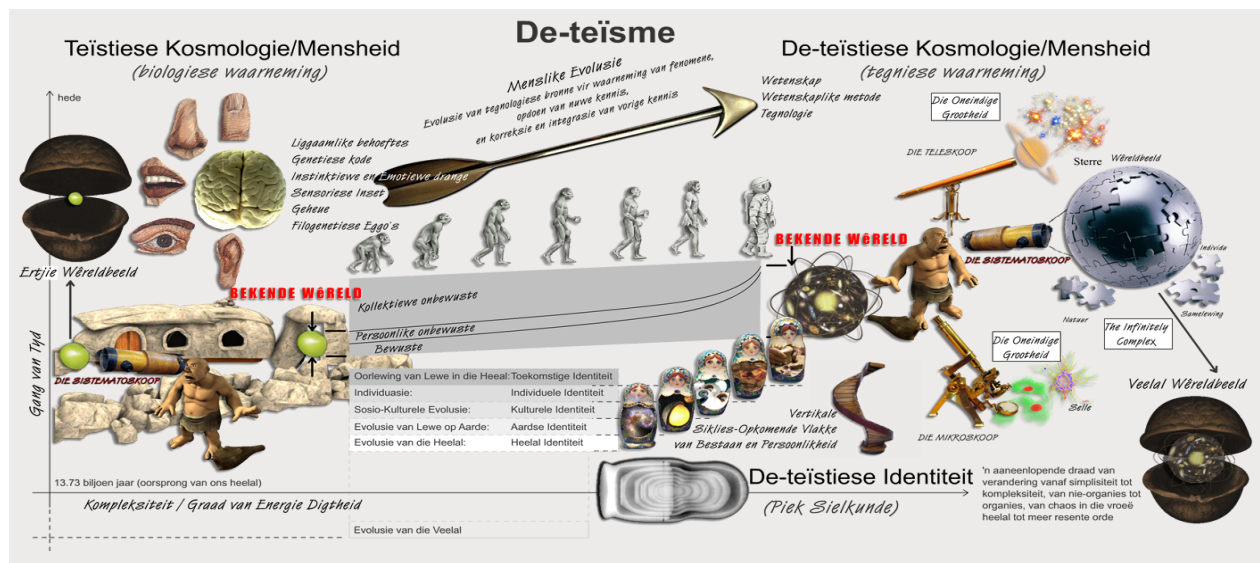 De-teïsme
Teïstiese Kosmologie/Mensheid
(biologiese waarneming)
De-teïstiese Kosmologie/Mensheid
(tegniese waarneming)
hede
Menslike Evolusie
Evolusie van tegnologiese bronne vir waarneming van fenomene,
opdoen van nuwe kennis,
en korreksie en integrasie van vorige kennis
Wetenskap
Wetenskaplike metode
Tegnologie
Die Oneindige
Grootheid
DIE TELESKOOP
Sterre
Wêreldbeeld
Liggaamlike behoeftes
Genetiese kode
Instinktiewe en Emotiewe drange
Sensoriese Inset
Geheue
Filogenetiese Eggo's
Ertjie Wêreldbeeld
BEKENDE WêRELD
BEKENDE WêRELD
DIE SISTEMATOSKOOP
Individu
Natuur
Samelewing
Kollektiewe onbewuste
Persoonlike onbewuste
Bewuste
Gang van Tyd
DIE SISTEMATOSKOOP
Die Oneindige
Grootheid
The Infinitely
Complex
Veelal Wêreldbeeld
Selle
DIE MIKROSKOOP
Oorlewing van Lewe in die Heeal: Toekomstige Identiteit
Individuasie: Individuele Identiteit
Sosio-Kulturele Evolusie: Kulturele Identiteit
Evolusie van Lewe op Aarde: Aardse Identiteit
Evolusie van die Heelal: Heelal Identiteit
Vertikale
Siklies-Opkomende Vlakke
van Bestaan en Persoonlikheid
13.73 biljoen jaar (oorsprong van ons heelal)
Kompleksiteit / Graad van Energie Digtheid
De-teïstiese Identiteit
(Piek Sielkunde)
'n aaneenlopende draad van
verandering vanaf simplisiteit tot
kompleksiteit, van nie-organies tot
organies, van chaos in die vroeë
heelal tot meer resente orde
Evolusie van die Veelal